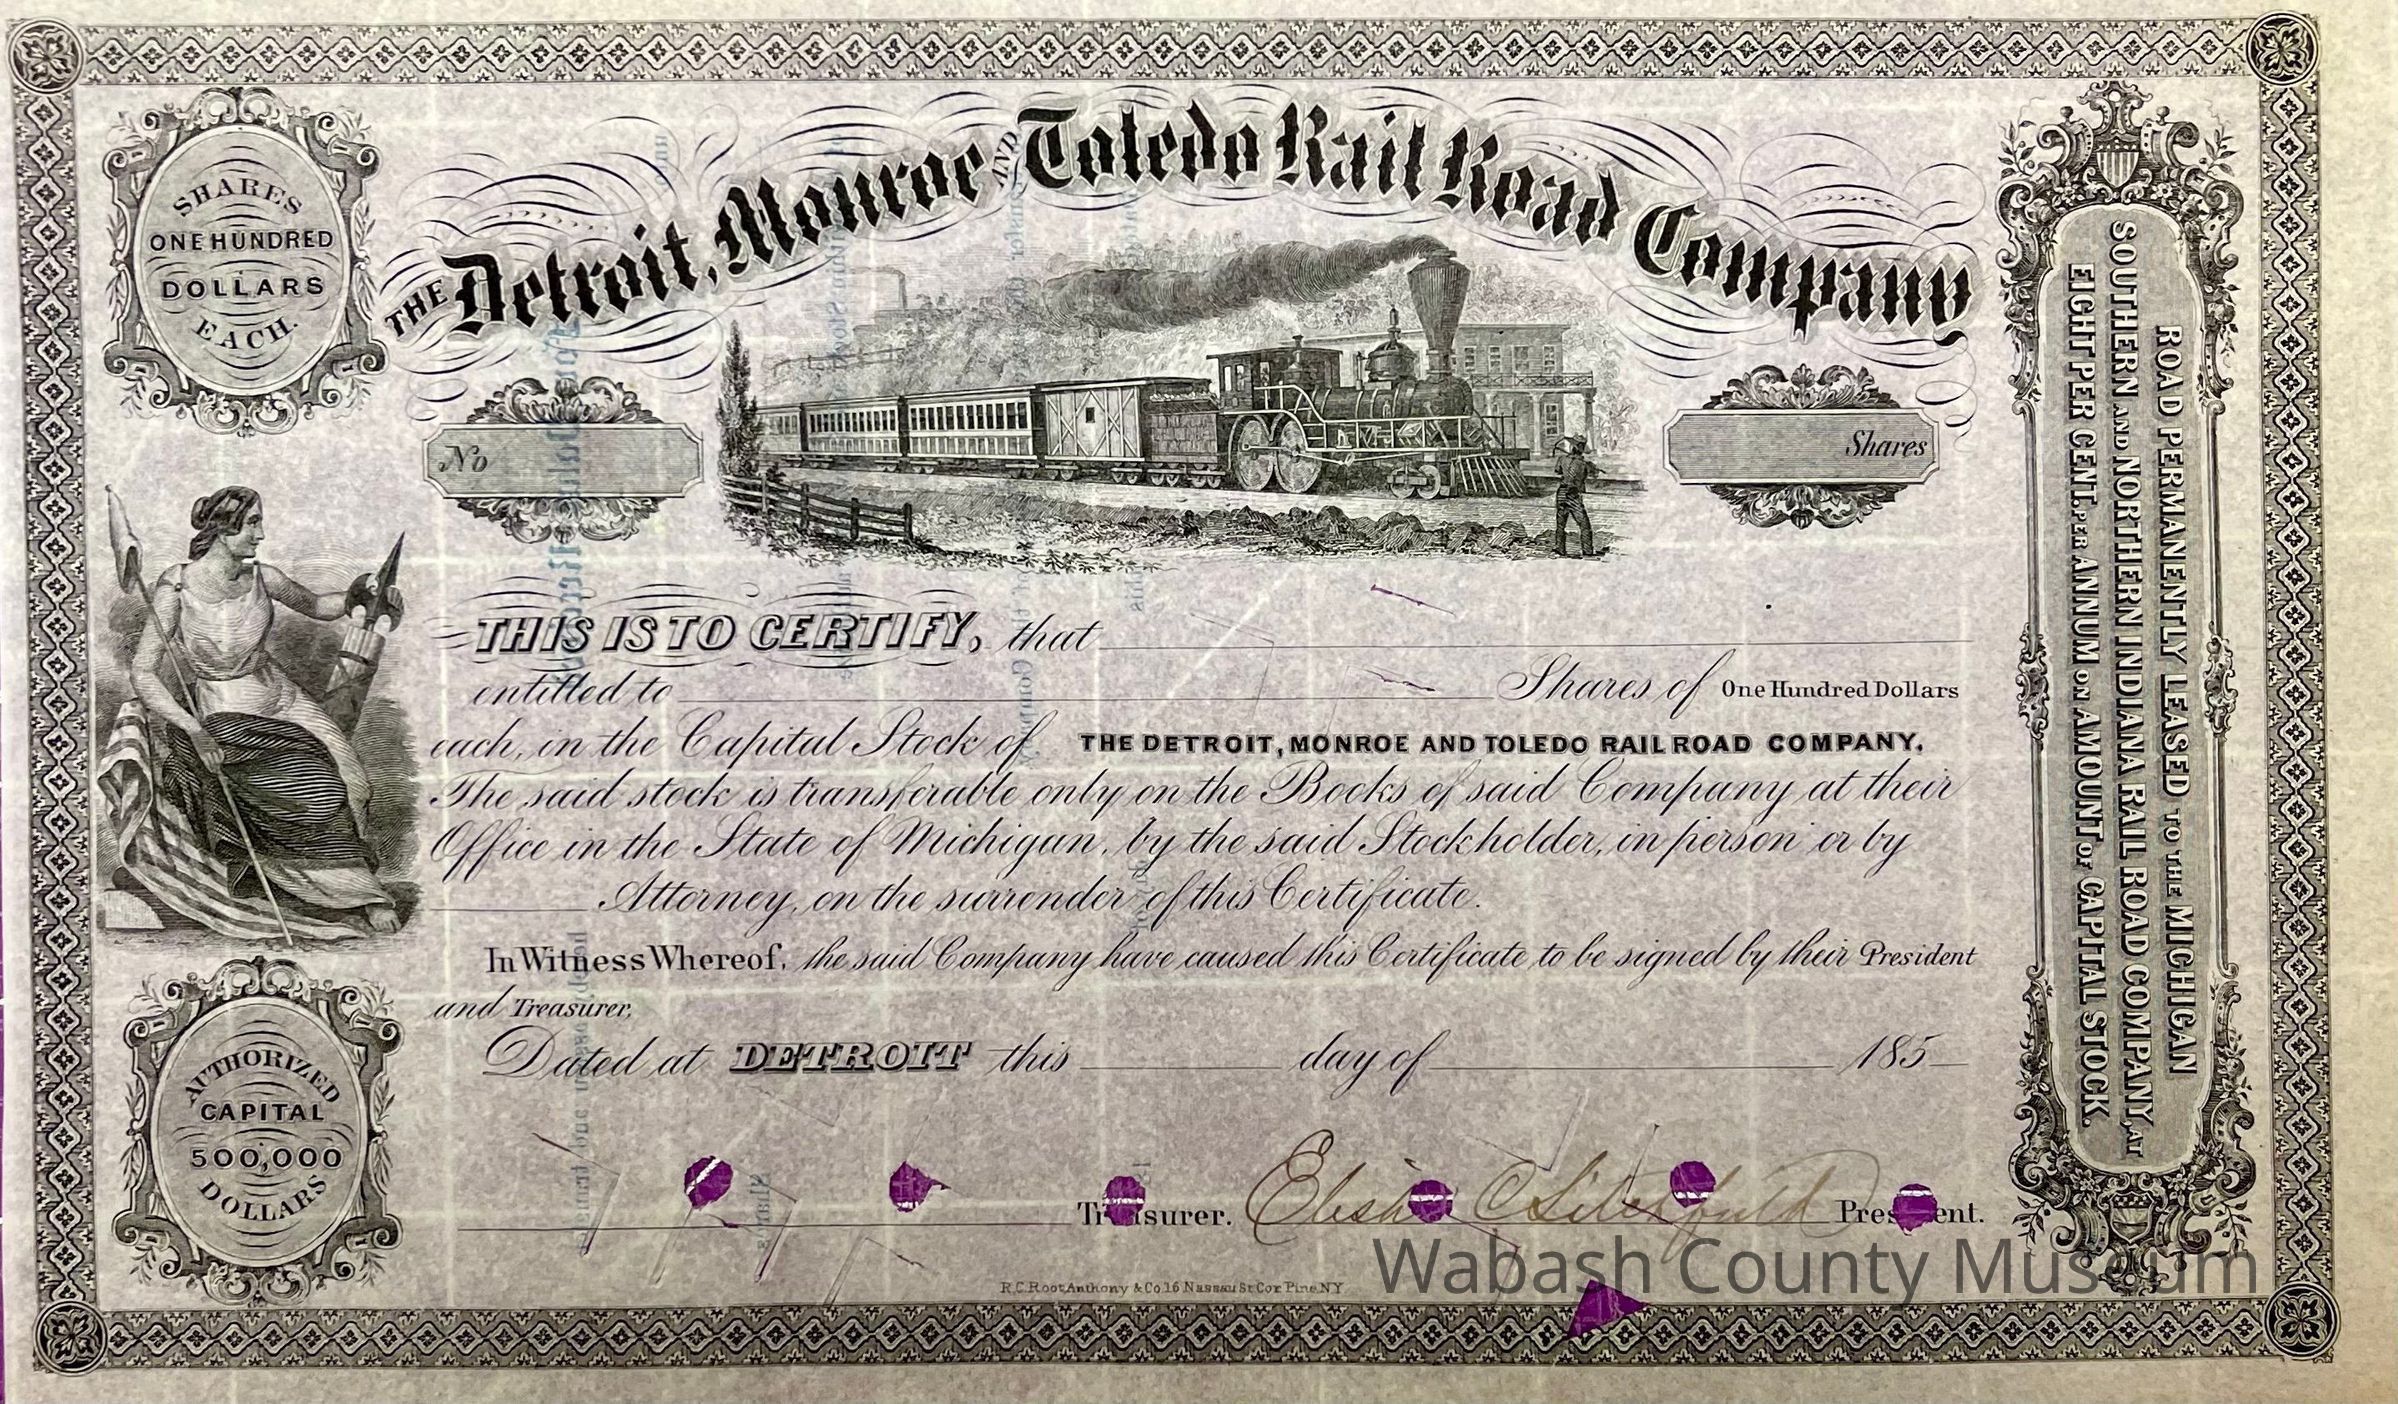 THE Detroit, Monroe AND Toledo Rail Road Company
SHARES
ONE HUNDRED
DOLLARS
EACH.
No
Shares
THIS IS TO CERTIFY, that
entitled to Shares of One Hundred Dollars
each, in the Capital Stock of THE DETROIT, MONROE AND TOLEDO RAIL ROAD COMPANY.
The said stock is transferable only on the Books of said Company at their
Office in the State of Michigan, by the said Stockholder, in person or by
Attorney, on the surrender of this Certificate.
In Witness Whereof, the said Company have caused this Certificate to be signed by their President
and Treasurer,
Dated at DETROIT this day of 185
AUTHORIZED
CAPITAL
500,000
DOLLARS
Treasurer. Elisha C Litchfield President.
R.C. Root, Anthony & Co 16 Nassau St Cor Pine NY
ROAD PERMANENTLY LEASED TO THE MICHIGAN
SOUTHERN AND NORTHERN INDIANA RAIL ROAD COMPANY, AT
EIGHT PER CENT. PER ANNUM ON AMOUNT OF CAPITAL STOCK.
Wabash County Museum